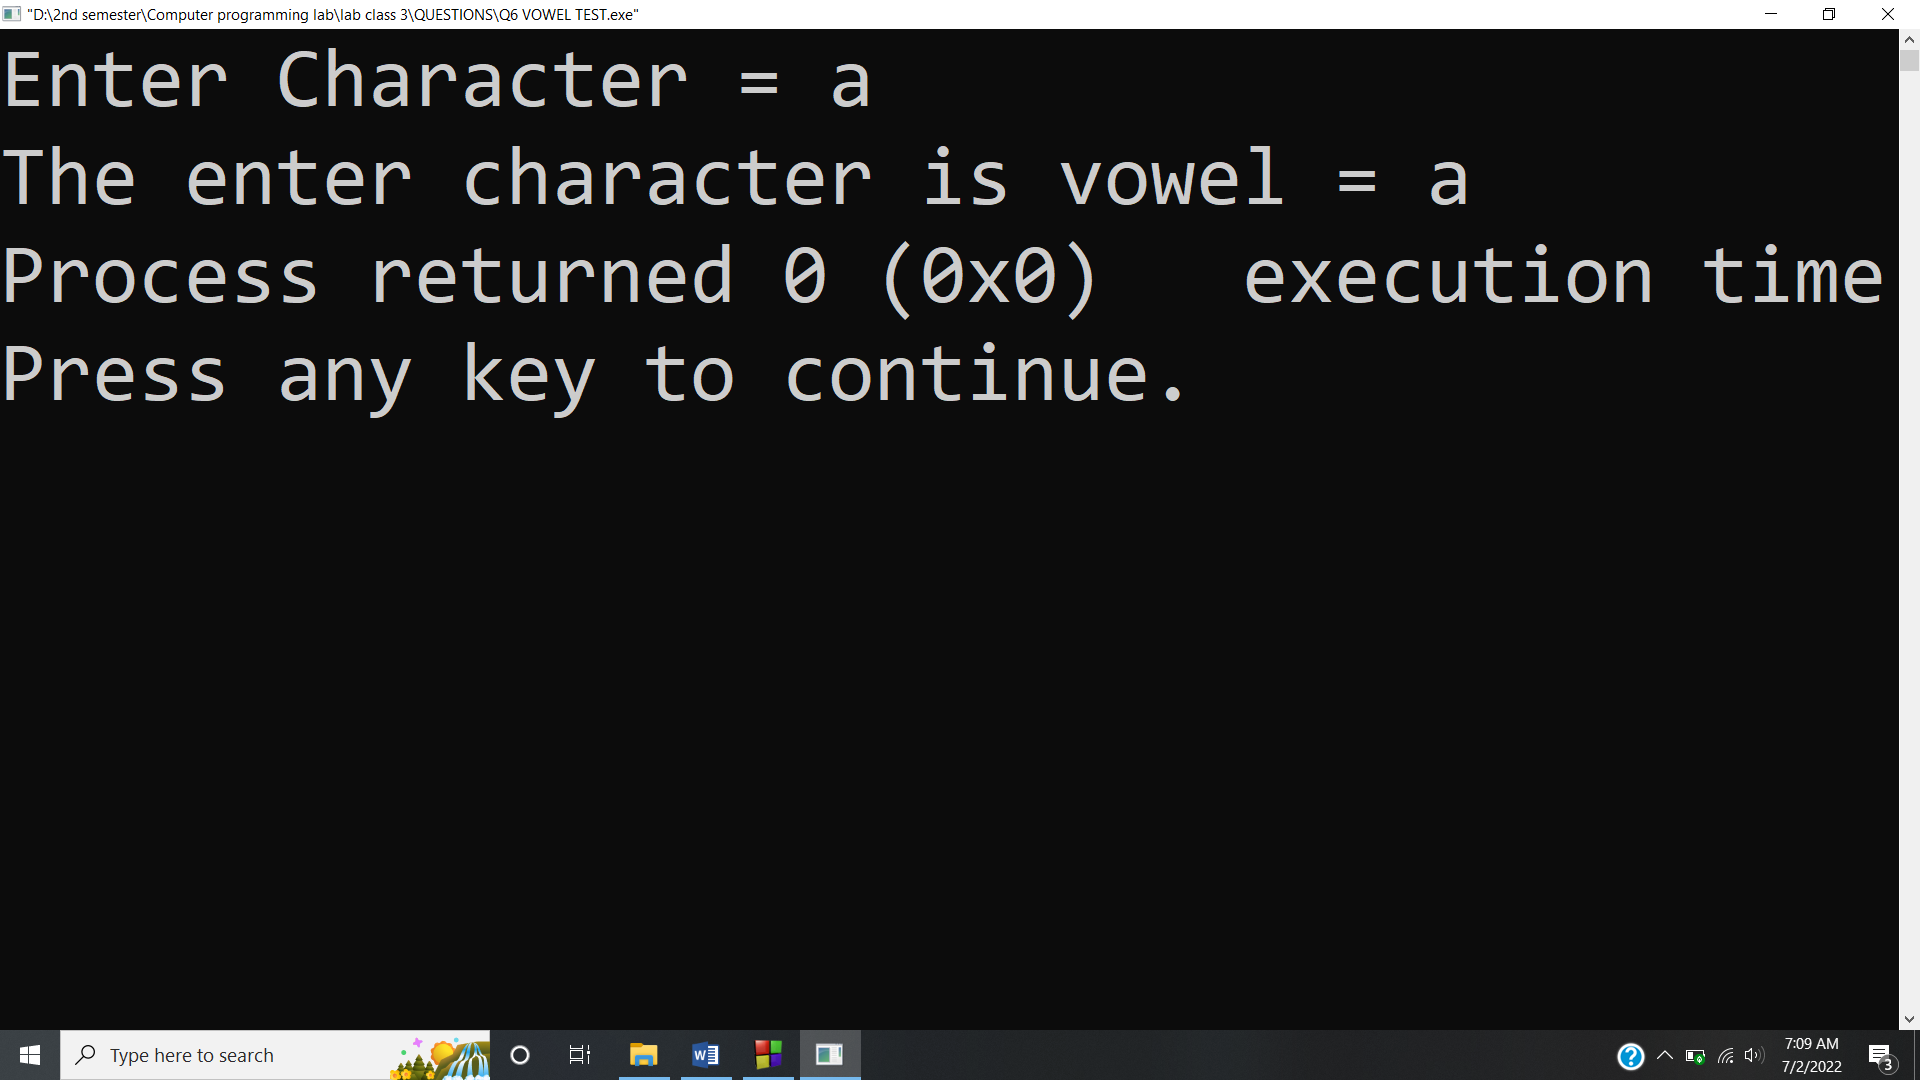 "D:\2nd semester\Computer programming lab\lab class 3\QUESTIONS\Q6 VOWEL TEST.exe"
Enter Character = a
The enter character is vowel = a
Process returned 0 (0x0)   execution time
Press any key to continue.
Type here to search
7:09 AM
7/2/2022
3